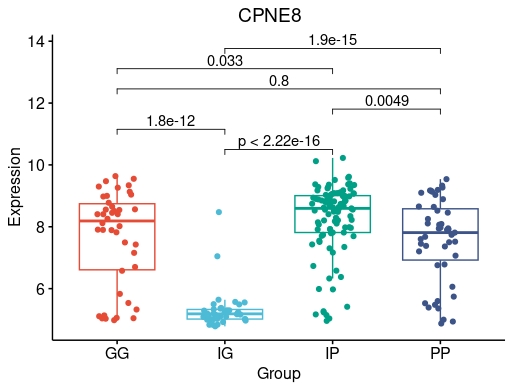 CPNE8
14
1.9e-15
0.033
0.8
12
0.0049
1.8e-12
p < 2.22e-16
10
Expression
8
6
GG IG IP PP
Group